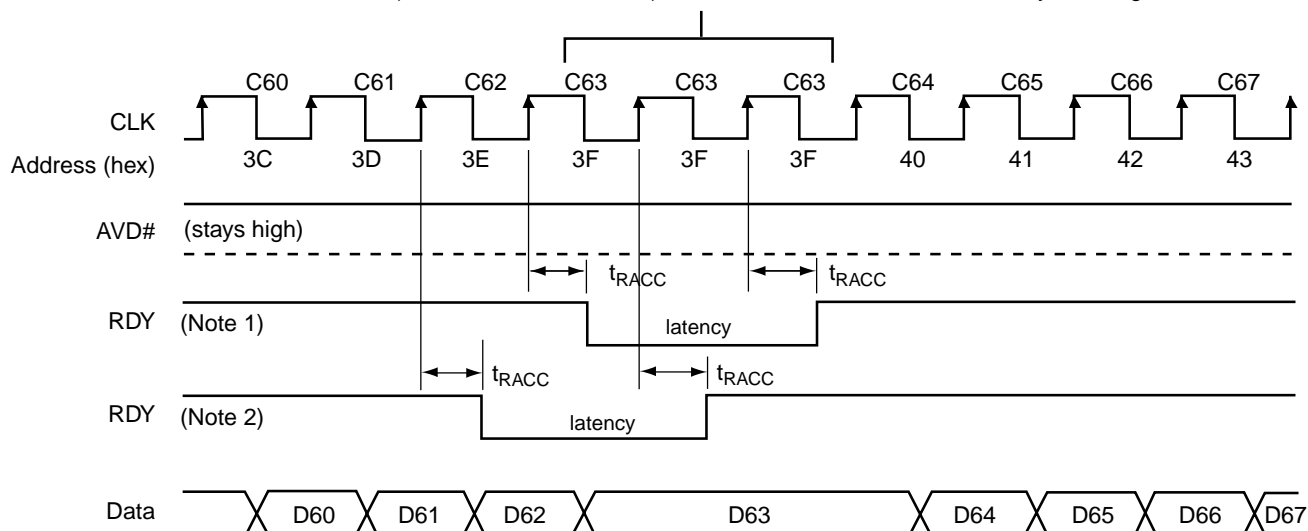 C60 C61 C62 C63 C63 C63 C64 C65 C66 C67
CLK
Address (hex) 3C 3D 3E 3F 3F 3F 40 41 42 43
AVD# (stays high)
tRACC tRACC
RDY (Note 1) latency
tRACC tRACC
RDY (Note 2) latency
Data D60 D61 D62 D63 D64 D65 D66 D67